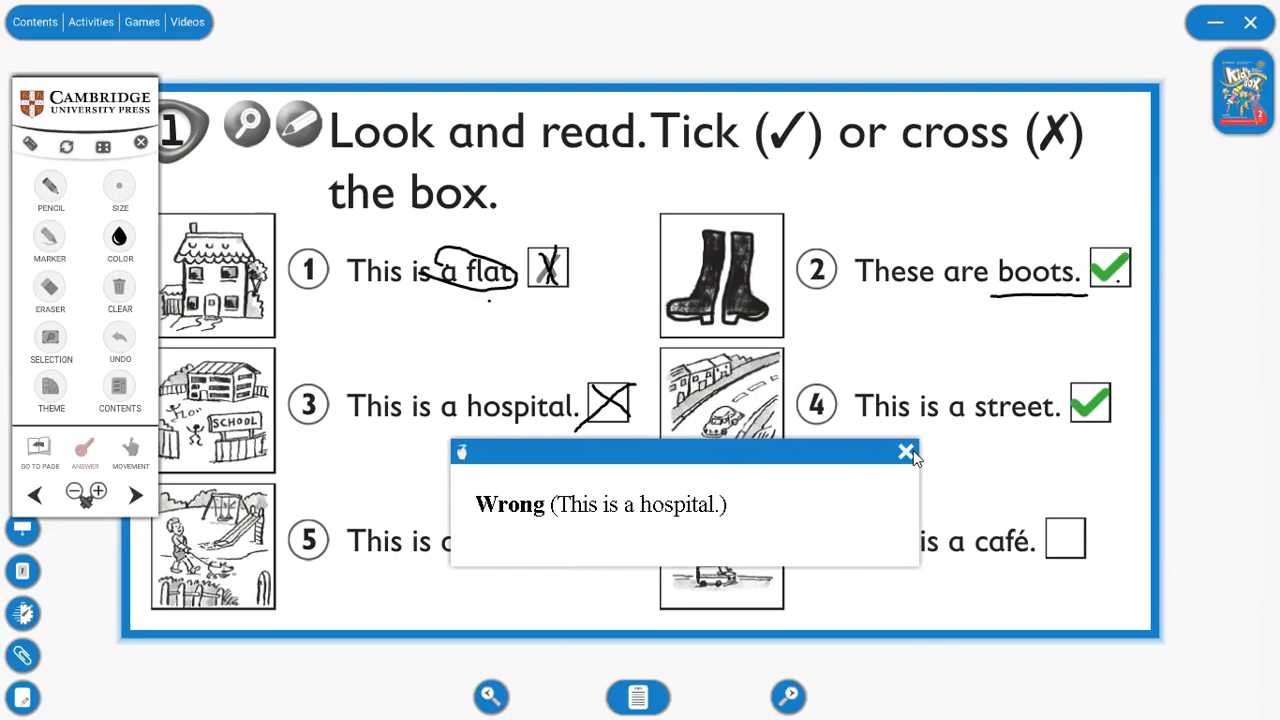 Contents Activities Games Videos
CAMBRIDGE
UNIVERSITY PRESS
PENCIL SIZE
MARKER COLOR
ERASER CLEAR
SELECTION UNDO
THEME CONTENTS
GO TO PAGE ANSWER MOVEMENT
1 Look and read. Tick (✓) or cross (✗)
the box.
1 This is a flat.
2 These are boots. ✓
3 This is a hospital.
SCHOOL
4 This is a street. ✓
Wrong (This is a hospital.)
5 This is
is a café.